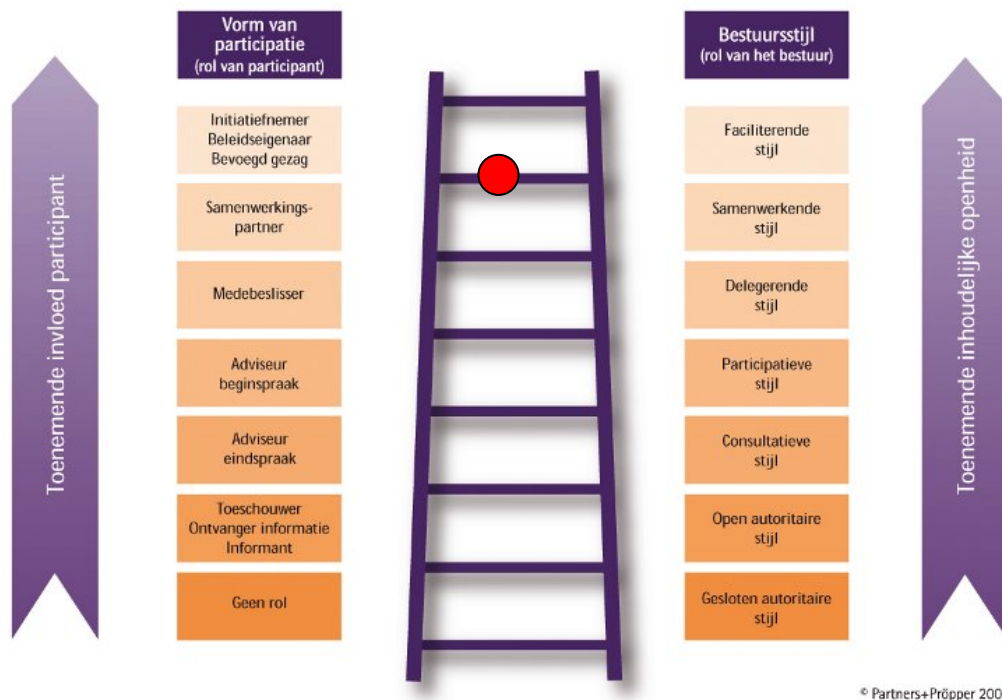 Vorm van
participatie
(rol van participant)
Bestuursstijl
(rol van het bestuur)
Toenemende invloed participant
Initiatiefnemer
Beleidseigenaar
Bevoegd gezag
Faciliterende
stijl
Samenwerkings-
partner
Samenwerkende
stijl
Medebeslisser
Delegerende
stijl
Adviseur
beginspraak
Participatieve
stijl
Adviseur
eindspraak
Consultatieve
stijl
Toeschouwer
Ontvanger informatie
Informant
Open autoritaire
stijl
Geen rol
Gesloten autoritaire
stijl
Toenemende inhoudelijke openheid
© Partners+Pröpper 200